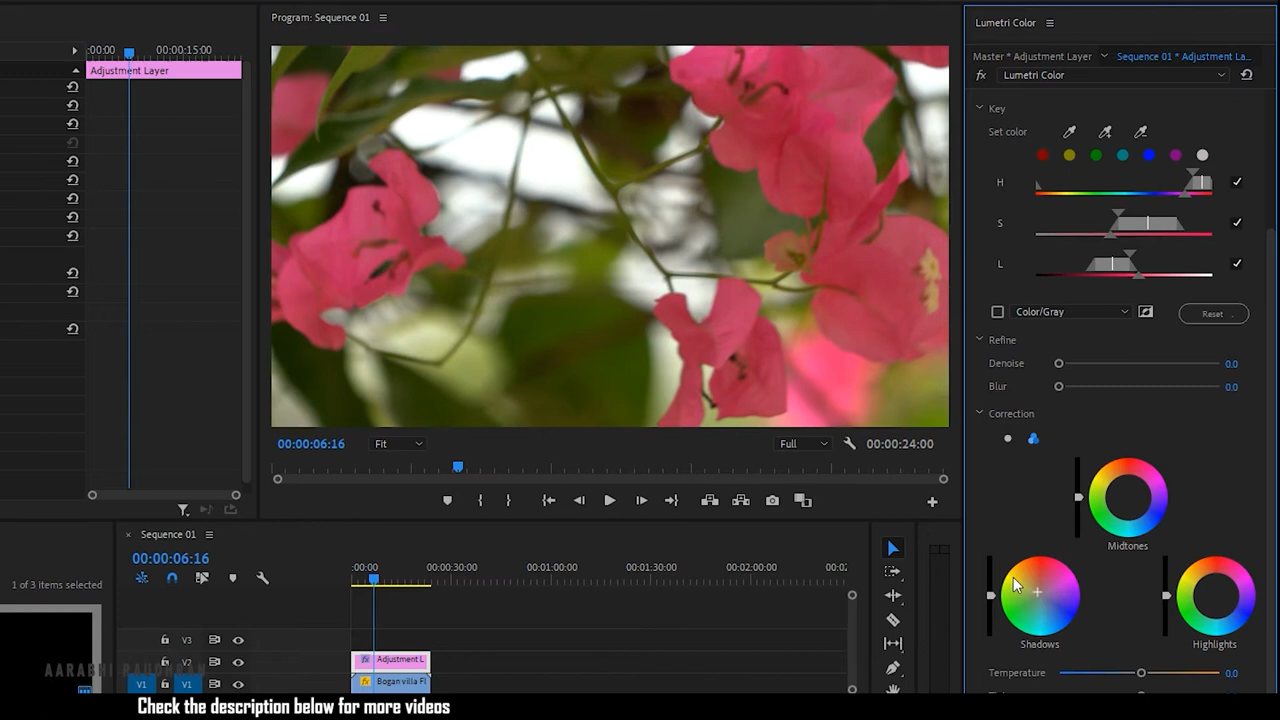 Program: Sequence 01
Lumetri Color
:00:00
00:00:15:00
Adjustment Layer
Master * Adjustment Layer
Sequence 01 * Adjustment La...
fx
Lumetri Color
Key
Set color
H
S
L
Color/Gray
Reset
Refine
Denoise
0.0
Blur
0.0
Correction
00:00:06:16
Fit
Full
00:00:24:00
Midtones
Shadows
Highlights
Temperature
0.0
× Sequence 01
00:00:06:16
:00:00
00:00:30:00
00:01:00:00
00:01:30:00
00:02:00:00
00:02
1 of 3 items selected
V3
V2
fx Adjustment L
V1
V1
fx Bogan villa Fl
Check the description below for more videos